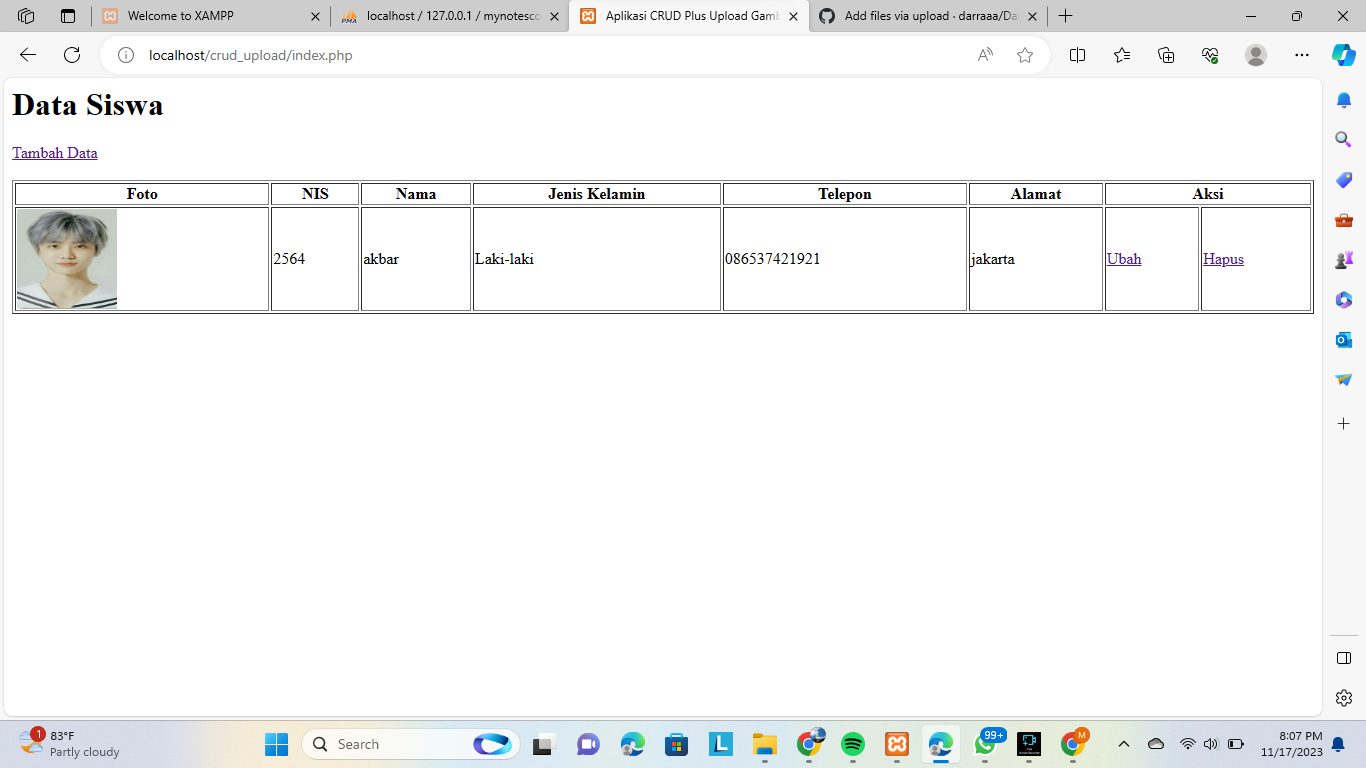 Welcome to XAMPP
localhost / 127.0.0.1 / mynotesco
Aplikasi CRUD Plus Upload Gamb
Add files via upload · darraaa/Da
localhost/crud_upload/index.php
Data Siswa
Tambah Data
Foto NIS Nama Jenis Kelamin Telepon Alamat Aksi
2564 akbar Laki-laki 086537421921 jakarta Ubah Hapus
1
83°F
Partly cloudy
Search
L
99+
M
8:07 PM
11/17/2023